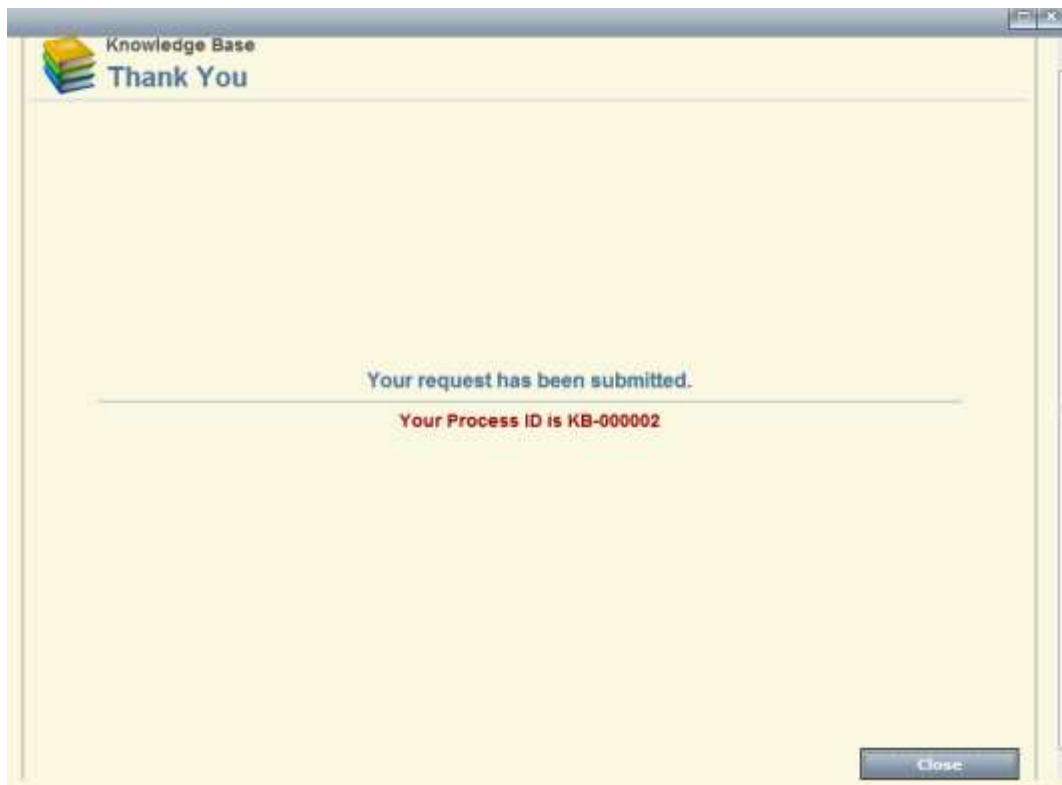 Knowledge Base
Thank You
Your request has been submitted.
Your Process ID is KB-000002
Close